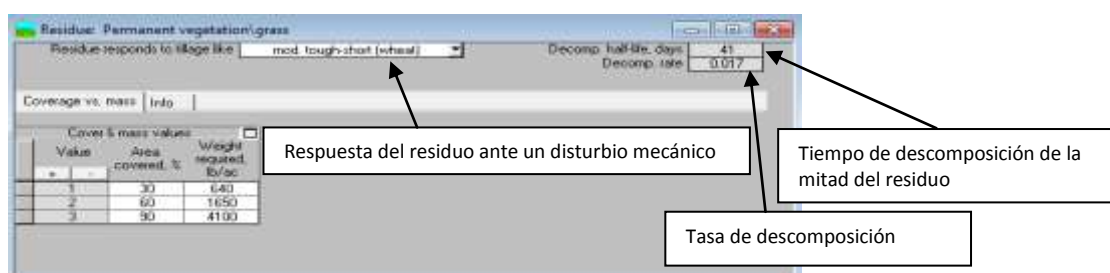 Residue: Permanent vegetation\grass
Residue responds to tillage like mod. tough-short (wheat) Decomp. half-life, days 41
Decomp. rate 0.017
Coverage vs. mass Info
Cover & mass values
Value Area covered, % Weight required, lb/ac
+ -
1 30 640
2 60 1650
3 90 4100
Respuesta del residuo ante un disturbio mecánico
Tiempo de descomposición de la
mitad del residuo
Tasa de descomposición